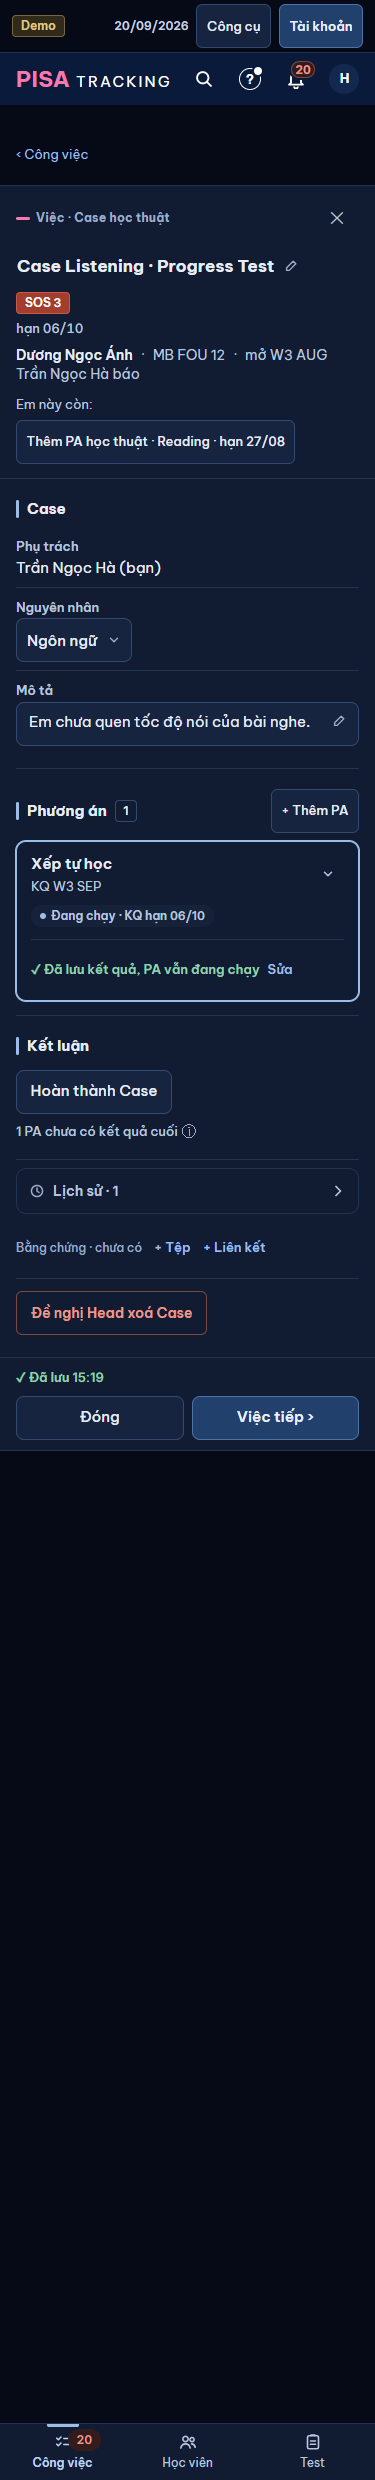 Demo
20/09/2026
Công cụ
Tài khoản
PISA TRACKING
?
20
H
‹ Công việc
Việc · Case học thuật
Case Listening · Progress Test
SOS 3
hạn 06/10
Dương Ngọc Ánh · MB FOU 12 · mở W3 AUG
Trần Ngọc Hà báo
Em này còn:
Thêm PA học thuật · Reading · hạn 27/08
Case
Phụ trách
Trần Ngọc Hà (bạn)
Nguyên nhân
Ngôn ngữ
Mô tả
Em chưa quen tốc độ nói của bài nghe.
Phương án 1
+ Thêm PA
Xếp tự học
KQ W3 SEP
Đang chạy · KQ hạn 06/10
✓ Đã lưu kết quả, PA vẫn đang chạy Sửa
Kết luận
Hoàn thành Case
1 PA chưa có kết quả cuối ⓘ
Lịch sử · 1
Bằng chứng · chưa có + Tệp + Liên kết
Đề nghị Head xoá Case
✓ Đã lưu 15:19
Đóng
Việc tiếp ›
20
Công việc
Học viên
Test